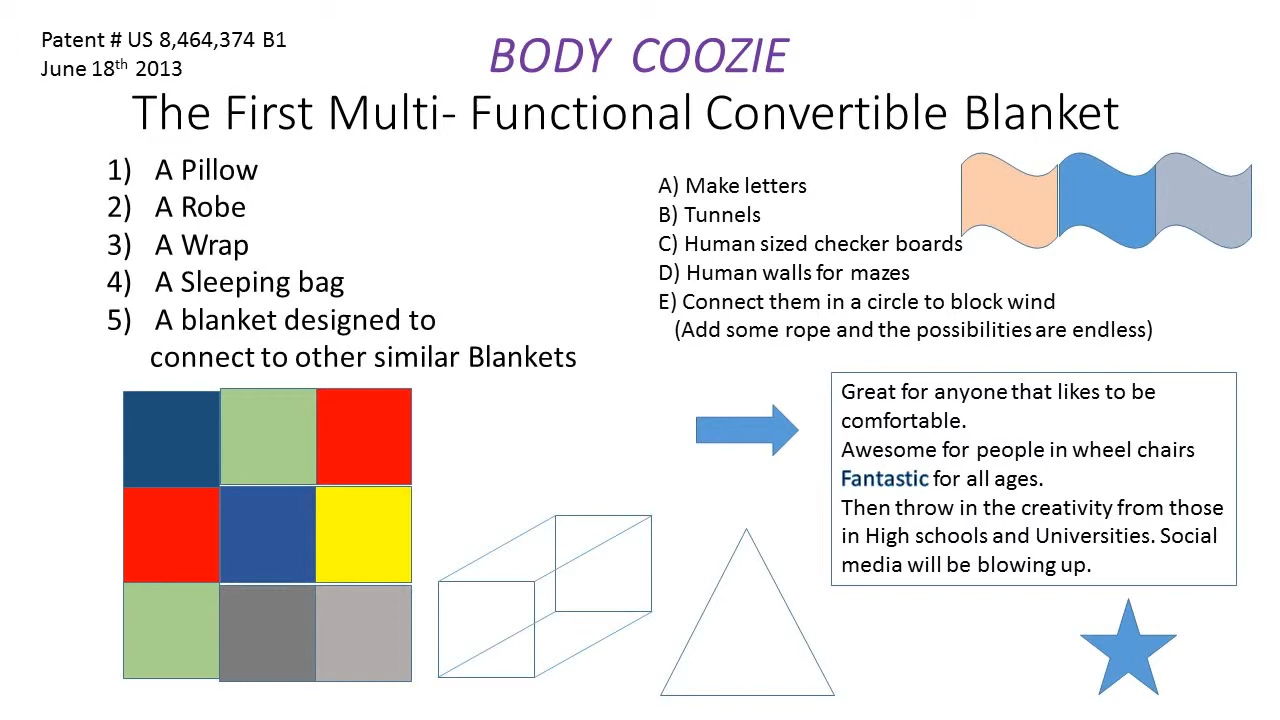 Patent # US 8,464,374 B1
June 18th 2013
BODY COOZIE
The First Multi- Functional Convertible Blanket
1) A Pillow
2) A Robe
3) A Wrap
4) A Sleeping bag
5) A blanket designed to
connect to other similar Blankets
A) Make letters
B) Tunnels
C) Human sized checker boards
D) Human walls for mazes
E) Connect them in a circle to block wind
(Add some rope and the possibilities are endless)
Great for anyone that likes to be
comfortable.
Awesome for people in wheel chairs
Fantastic for all ages.
Then throw in the creativity from those
in High schools and Universities. Social
media will be blowing up.